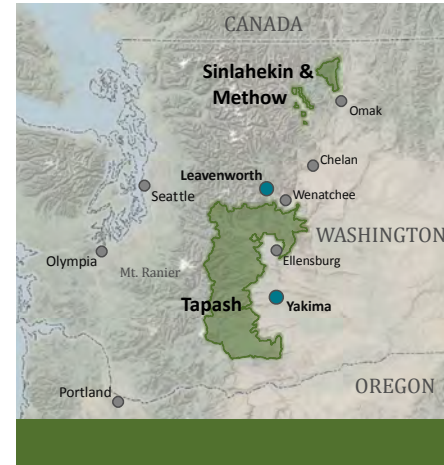 CANADA
Sinlahekin &
Methow
Omak
Chelan
Leavenworth
Seattle
Wenatchee
WASHINGTON
Olympia
Mt. Ranier
Ellensburg
Tapash
Yakima
OREGON
Portland